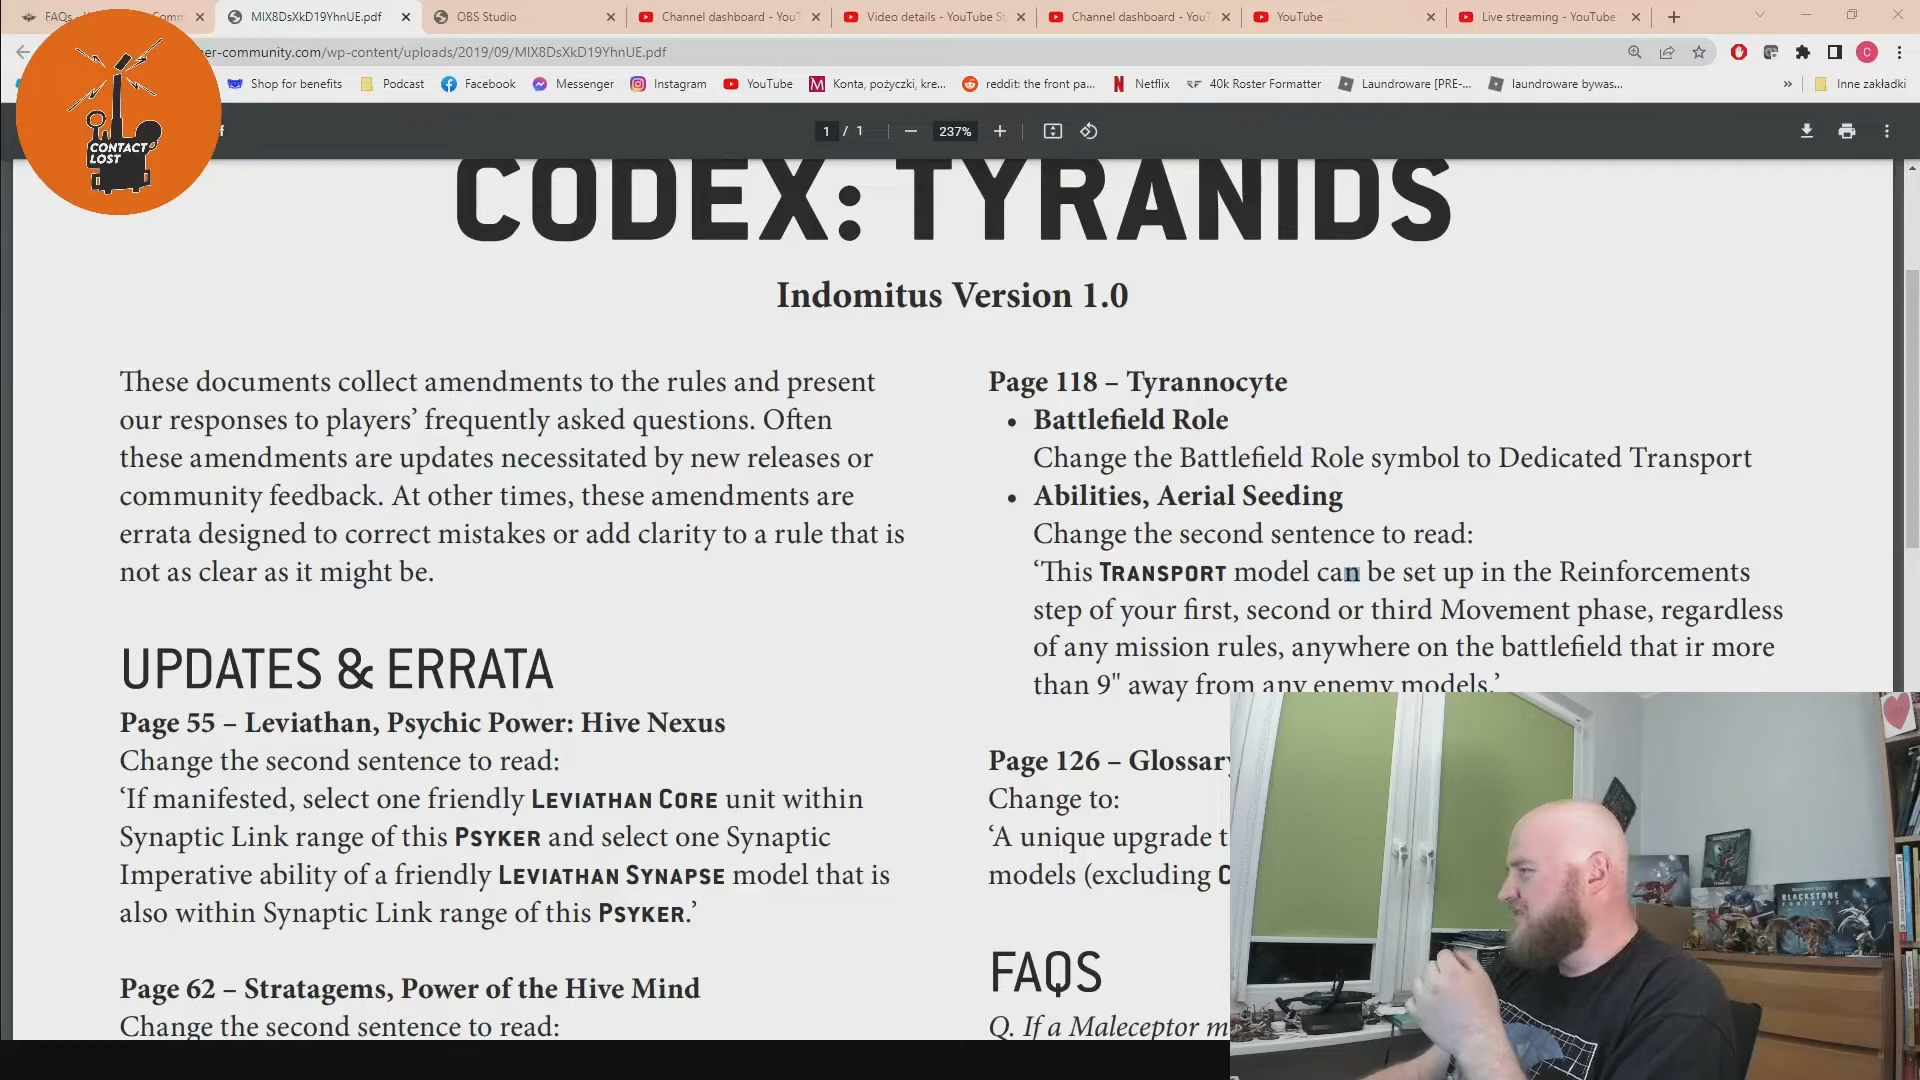 MIX8DsXkD19YhnUE.pdf
OBS Studio
Channel dashboard - YouT
Video details - YouTube St
Channel dashboard - YouT
YouTube
Live streaming - YouTube
er-community.com/wp-content/uploads/2019/09/MIX8DsXkD19YhnUE.pdf
Shop for benefits
Podcast
Facebook
Messenger
Instagram
YouTube
Konta, pożyczki, kre...
reddit: the front pa...
Netflix
40k Roster Formatter
Laundroware [PRE-...
laundroware bywas...
»
Inne zakładki
CONTACT
LOST
1 / 1
237%
CODEX: TYRANIDS
Indomitus Version 1.0
These documents collect amendments to the rules and present
our responses to players’ frequently asked questions. Often
these amendments are updates necessitated by new releases or
community feedback. At other times, these amendments are
errata designed to correct mistakes or add clarity to a rule that is
not as clear as it might be.
UPDATES & ERRATA
Page 55 – Leviathan, Psychic Power: Hive Nexus
Change the second sentence to read:
‘If manifested, select one friendly LEVIATHAN CORE unit within
Synaptic Link range of this PSYKER and select one Synaptic
Imperative ability of a friendly LEVIATHAN SYNAPSE model that is
also within Synaptic Link range of this PSYKER.’
Page 62 – Stratagems, Power of the Hive Mind
Change the second sentence to read:
Page 118 – Tyrannocyte
• Battlefield Role
Change the Battlefield Role symbol to Dedicated Transport
• Abilities, Aerial Seeding
Change the second sentence to read:
‘This TRANSPORT model can be set up in the Reinforcements
step of your first, second or third Movement phase, regardless
of any mission rules, anywhere on the battlefield that ir more
than 9" away from any enemy models.’
Page 126 – Glossary
Change to:
‘A unique upgrade t
models (excluding C
FAQS
Q. If a Maleceptor m
BLACKSTONE
FORTRESS